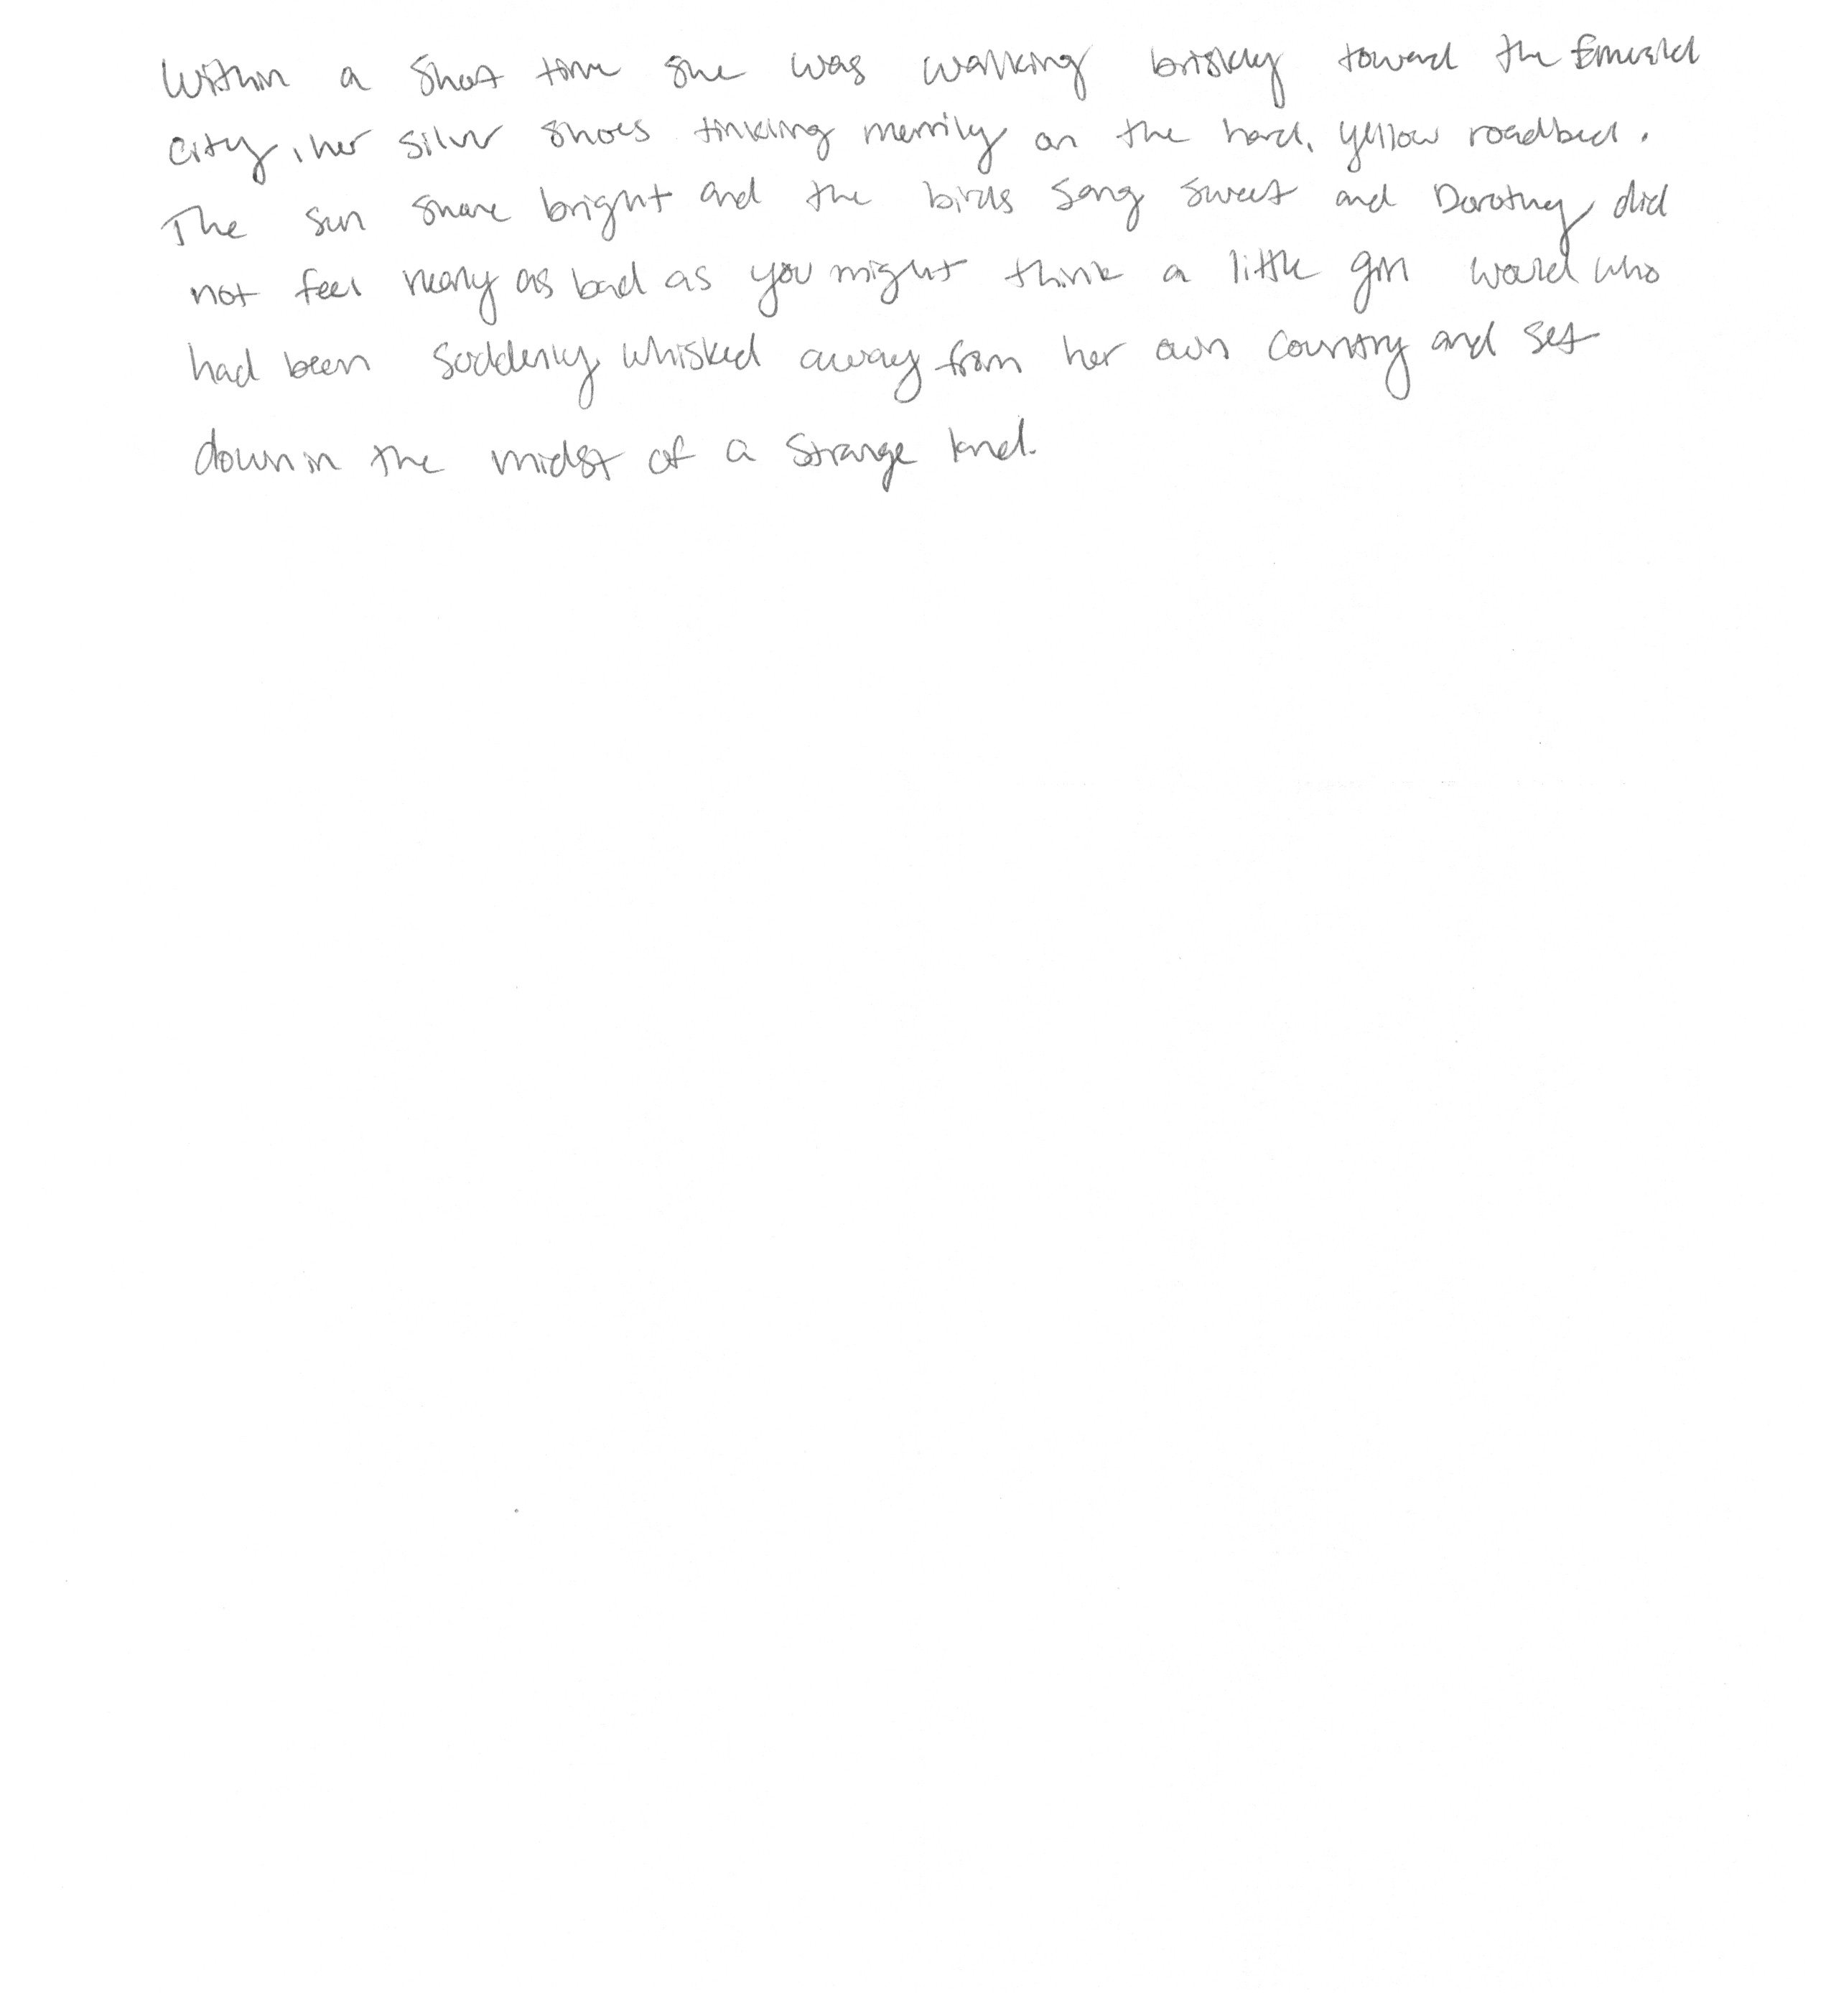 Within a short time she was walking briskly toward the Emerald
City, her silver shoes tinkling merrily on the hard, yellow roadbed.
The sun shone bright and the birds sang sweet and Dorothy did
not feel nearly as bad as you might think a little girl would who
had been suddenly whisked away from her own country and set
down in the midst of a strange land.